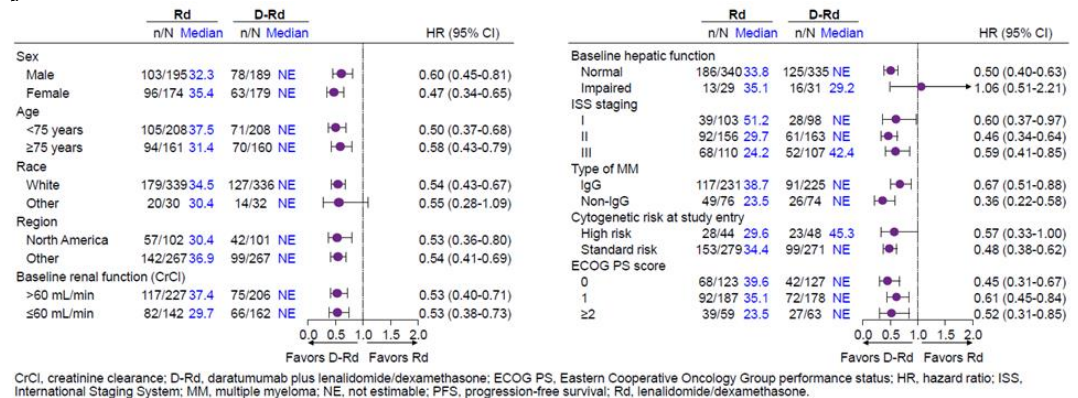 Rd D-Rd
n/N Median n/N Median HR (95% CI)
Sex
Male 103/195 32.3 78/189 NE 0.60 (0.45-0.81)
Female 96/174 35.4 63/179 NE 0.47 (0.34-0.65)
Age
<75 years 105/208 37.5 71/208 NE 0.50 (0.37-0.68)
≥75 years 94/161 31.4 70/160 NE 0.58 (0.43-0.79)
Race
White 179/339 34.5 127/336 NE 0.54 (0.43-0.67)
Other 20/30 30.4 14/32 NE 0.55 (0.28-1.09)
Region
North America 57/102 30.4 42/101 NE 0.53 (0.36-0.80)
Other 142/267 36.9 99/267 NE 0.54 (0.41-0.69)
Baseline renal function (CrCl)
>60 mL/min 117/227 37.4 75/206 NE 0.53 (0.40-0.71)
≤60 mL/min 82/142 29.7 66/162 NE 0.53 (0.38-0.73)
0.0 0.5 1.0 1.5 2.0
Favors D-Rd Favors Rd
Rd D-Rd
n/N Median n/N Median HR (95% CI)
Baseline hepatic function
Normal 186/340 33.8 125/335 NE 0.50 (0.40-0.63)
Impaired 13/29 35.1 16/31 29.2 1.06 (0.51-2.21)
ISS staging
I 39/103 51.2 28/98 NE 0.60 (0.37-0.97)
II 92/156 29.7 61/163 NE 0.46 (0.34-0.64)
III 68/110 24.2 52/107 42.4 0.59 (0.41-0.85)
Type of MM
IgG 117/231 38.7 91/225 NE 0.67 (0.51-0.88)
Non-IgG 49/76 23.5 26/74 NE 0.36 (0.22-0.58)
Cytogenetic risk at study entry
High risk 28/44 29.6 23/48 45.3 0.57 (0.33-1.00)
Standard risk 153/279 34.4 99/271 NE 0.48 (0.38-0.62)
ECOG PS score
0 68/123 39.6 42/127 NE 0.45 (0.31-0.67)
1 92/187 35.1 72/178 NE 0.61 (0.45-0.84)
≥2 39/59 23.5 27/63 NE 0.52 (0.31-0.85)
0.0 0.5 1.0 1.5 2.0
Favors D-Rd Favors Rd
CrCl, creatinine clearance; D-Rd, daratumumab plus lenalidomide/dexamethasone; ECOG PS, Eastern Cooperative Oncology Group performance status; HR, hazard ratio; ISS,
International Staging System; MM, multiple myeloma; NE, not estimable; PFS, progression-free survival; Rd, lenalidomide/dexamethasone.